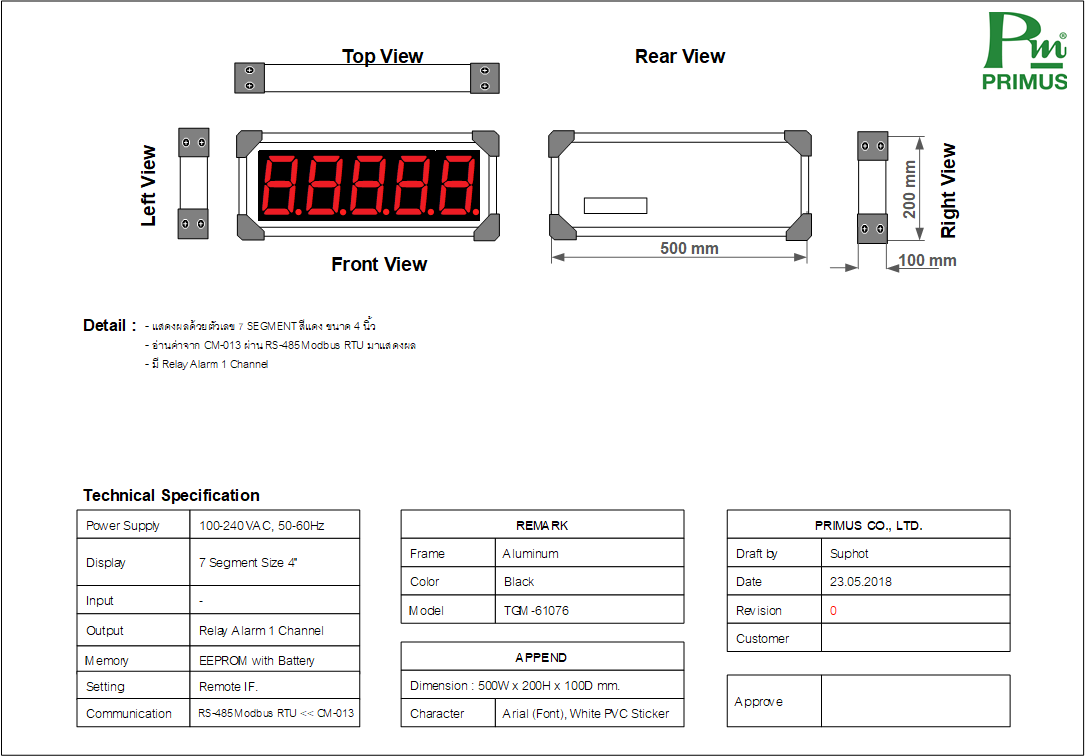 Pm®
PRIMUS
Top View
Rear View
Left View
88888
Front View
500 mm
200 mm
Right View
100 mm
Detail :
- แสดงผลด้วยตัวเลข 7 SEGMENT สีแดง ขนาด 4 นิ้ว
- อ่านค่าจาก CM-013 ผ่าน RS-485 Modbus RTU มาแสดงผล
- มี Relay Alarm 1 Channel
Technical Specification
Power Supply 100-240 VAC, 50-60Hz
Display 7 Segment Size 4"
Input -
Output Relay Alarm 1 Channel
Memory EEPROM with Battery
Setting Remote IF.
Communication RS-485 Modbus RTU << CM-013
REMARK
Frame Aluminum
Color Black
Model TGM-61076
APPEND
Dimension : 500W x 200H x 100D mm.
Character Arial (Font), White PVC Sticker
PRIMUS CO., LTD.
Draft by Suphot
Date 23.05.2018
Revision 0
Customer
Approve